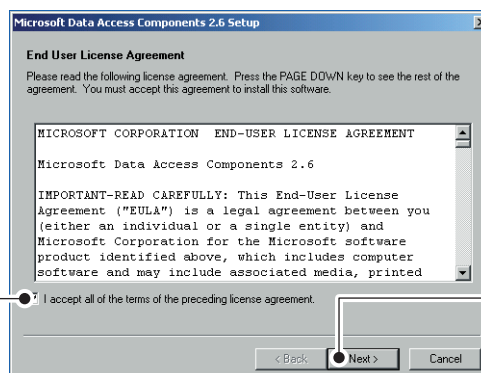 Microsoft Data Access Components 2.6 Setup
End User License Agreement
Please read the following license agreement. Press the PAGE DOWN key to see the rest of the
agreement. You must accept this agreement to install this software.
MICROSOFT CORPORATION END-USER LICENSE AGREEMENT
Microsoft Data Access Components 2.6
IMPORTANT-READ CAREFULLY: This End-User License
Agreement ("EULA") is a legal agreement between you
(either an individual or a single entity) and
Microsoft Corporation for the Microsoft software
product identified above, which includes computer
software and may include associated media, printed
I accept all of the terms of the preceding license agreement.
< Back Next > Cancel